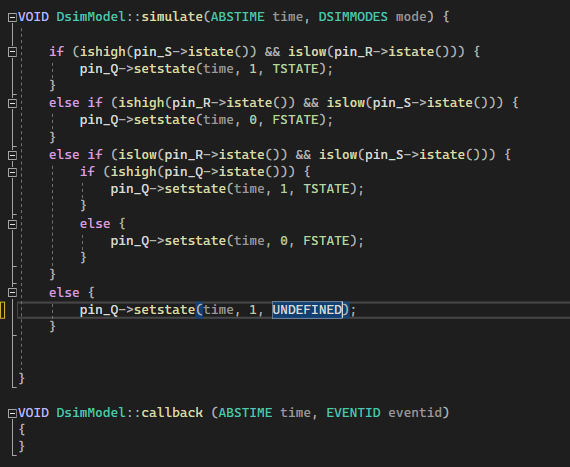 VOID DsimModel::simulate(ABSTIME time, DSIMMODES mode) {
if (ishigh(pin_S->istate()) && islow(pin_R->istate())) {
pin_Q->setstate(time, 1, TSTATE);
}
else if (ishigh(pin_R->istate()) && islow(pin_S->istate())) {
pin_Q->setstate(time, 0, FSTATE);
}
else if (islow(pin_R->istate()) && islow(pin_S->istate())) {
if (ishigh(pin_Q->istate())) {
pin_Q->setstate(time, 1, TSTATE);
}
else {
pin_Q->setstate(time, 0, FSTATE);
}
}
else {
pin_Q->setstate(time, 1, UNDEFINED);
}
}
VOID DsimModel::callback (ABSTIME time, EVENTID eventid)
{
}